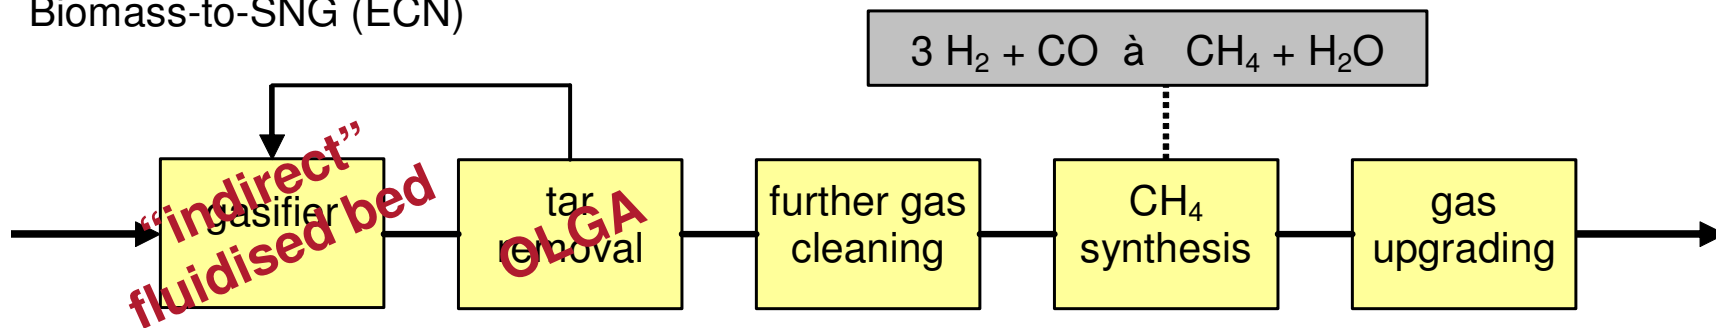 Biomass-to-SNG (ECN)
3 H₂ + CO à CH₄ + H₂O
“indirect”
fluidised bed
gasifier
OLGA
tar
removal
further gas
cleaning
CH₄
synthesis
gas
upgrading